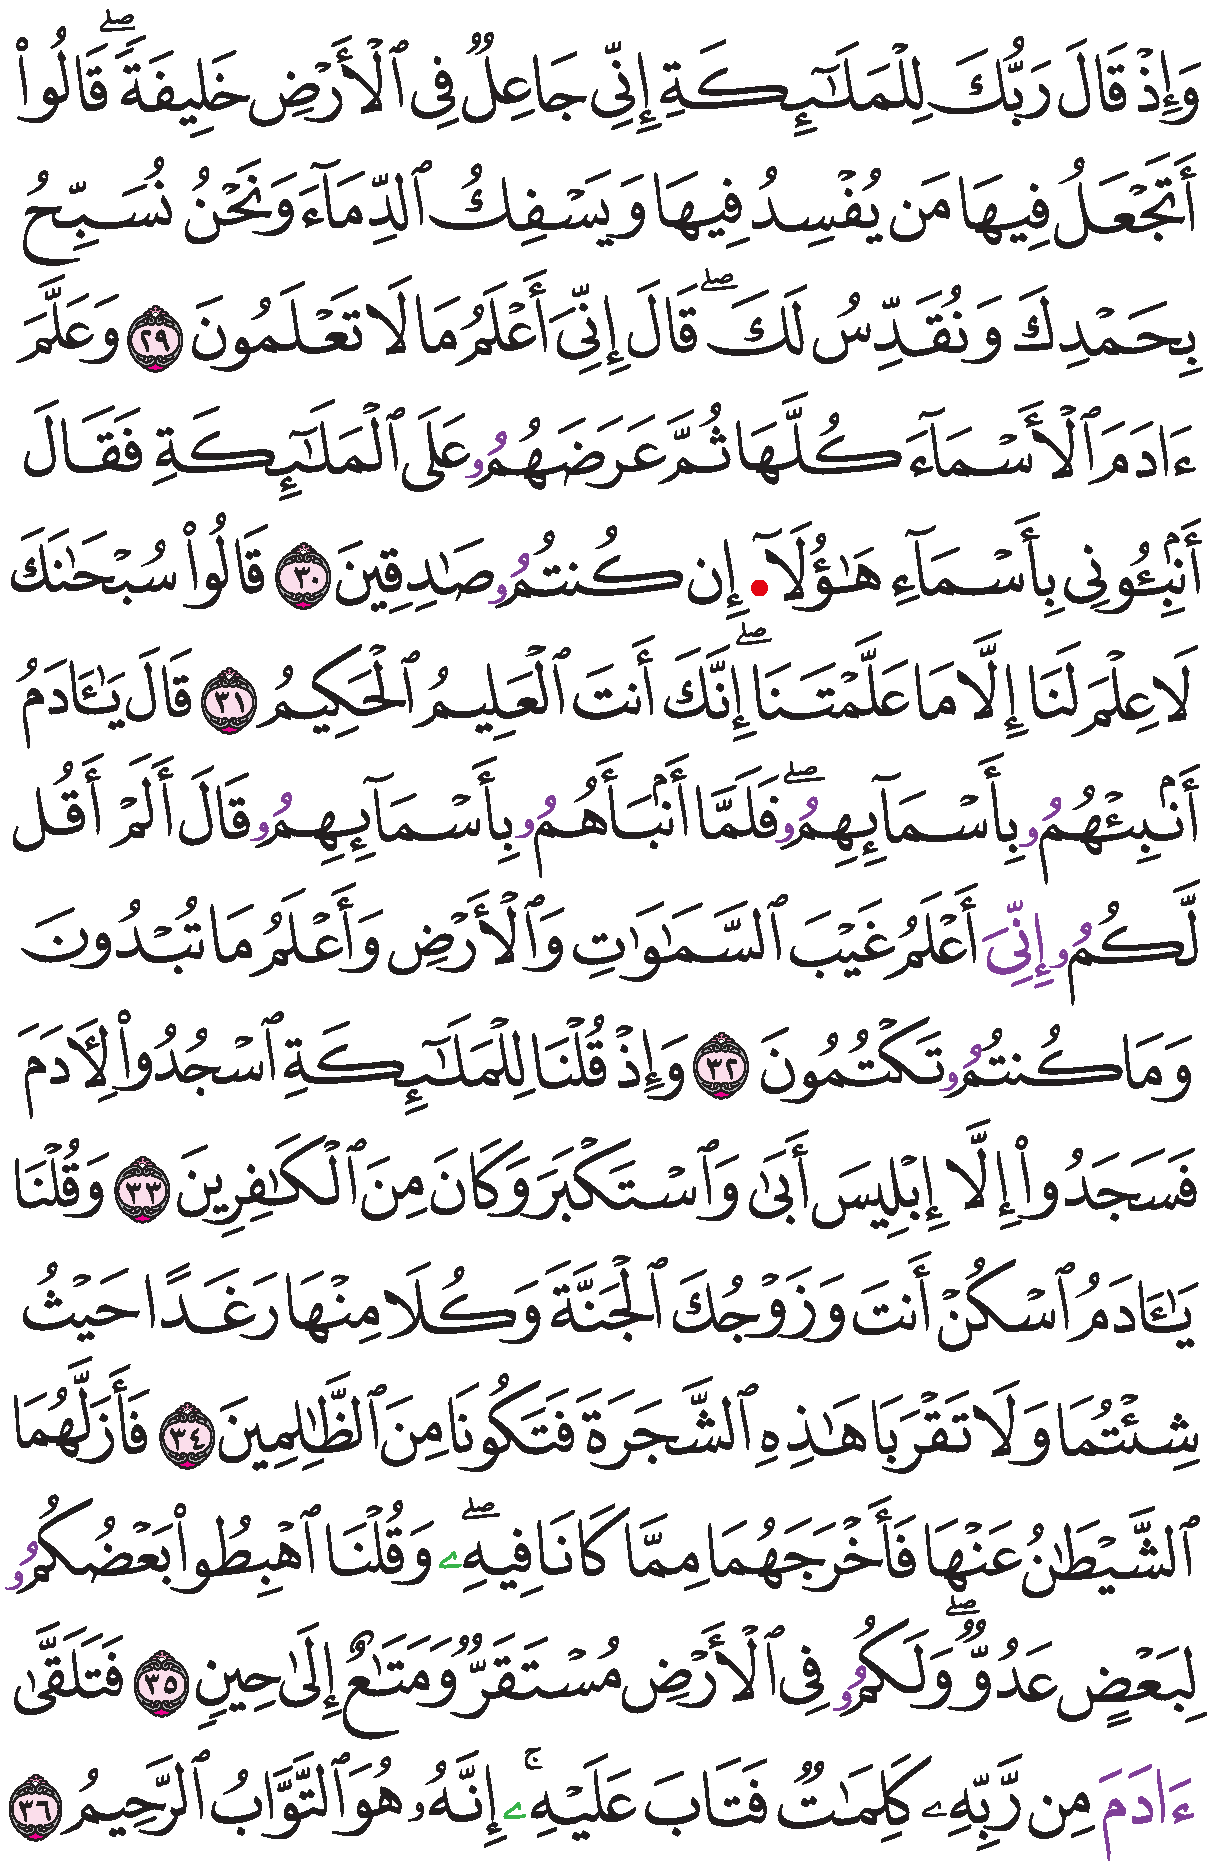 وَإِذْ قَالَ رَبُّكَ لِلْمَلَٰٓئِكَةِ إِنِّي جَاعِلٌ فِي ٱلْأَرْضِ خَلِيفَةًۖ قَالُوا۟
أَتَجْعَلُ فِيهَا مَن يُفْسِدُ فِيهَا وَيَسْفِكُ ٱلدِّمَآءَ وَنَحْنُ نُسَبِّحُ
بِحَمْدِكَ وَنُقَدِّسُ لَكَۖ قَالَ إِنِّيَ أَعْلَمُ مَا لَا تَعْلَمُونَ ٢٩ وَعَلَّمَ
ءَادَمَ ٱلْأَسْمَآءَ كُلَّهَا ثُمَّ عَرَضَهُمُۥ عَلَى ٱلْمَلَٰٓئِكَةِ فَقَالَ
أَنۢبِـُٔونِي بِأَسْمَآءِ هَٰؤُلَآ• إِن كُنتُمُۥ صَٰدِقِينَ ٣٠ قَالُوا۟ سُبْحَٰنَكَ
لَا عِلْمَ لَنَا إِلَّا مَا عَلَّمْتَنَاۖ إِنَّكَ أَنتَ ٱلْعَلِيمُ ٱلْحَكِيمُ ٣١ قَالَ يَٰـَٔادَمُ
أَنۢبِئْهُمُۥ بِأَسْمَآئِهِمُۥۖ فَلَمَّا أَنۢبَأَهُمُۥ بِأَسْمَآئِهِمُۥ قَالَ أَلَمْ أَقُل
لَّكُمُۥ إِنِّيَ أَعْلَمُ غَيْبَ ٱلسَّمَٰوَٰتِ وَٱلْأَرْضِ وَأَعْلَمُ مَا تُبْدُونَ
وَمَا كُنتُمُۥ تَكْتُمُونَ ٣٢ وَإِذْ قُلْنَا لِلْمَلَٰٓئِكَةِ ٱسْجُدُوا۟ لِأٓدَمَ
فَسَجَدُوا۟ إِلَّا إِبْلِيسَ أَبَىٰ وَٱسْتَكْبَرَ وَكَانَ مِنَ ٱلْكَٰفِرِينَ ٣٣ وَقُلْنَا
يَٰـَٔادَمُ ٱسْكُنْ أَنتَ وَزَوْجُكَ ٱلْجَنَّةَ وَكُلَا مِنْهَا رَغَدًا حَيْثُ
شِئْتُمَا وَلَا تَقْرَبَا هَٰذِهِ ٱلشَّجَرَةَ فَتَكُونَا مِنَ ٱلظَّٰلِمِينَ ٣٤ فَأَزَلَّهُمَا
ٱلشَّيْطَٰنُ عَنْهَا فَأَخْرَجَهُمَا مِمَّا كَانَا فِيهِۦۖ وَقُلْنَا ٱهْبِطُوا۟ بَعْضُكُمُۥ
لِبَعْضٍ عَدُوٌّۖ وَلَكُمُۥ فِي ٱلْأَرْضِ مُسْتَقَرٌّ وَمَتَٰعٌ إِلَىٰ حِينٍ ٣٥ فَتَلَقَّىٰ
ءَادَمَ مِن رَّبِّهِۦ كَلِمَٰتٌ فَتَابَ عَلَيْهِۦۚ إِنَّهُۥ هُوَ ٱلتَّوَّابُ ٱلرَّحِيمُ ٣٦